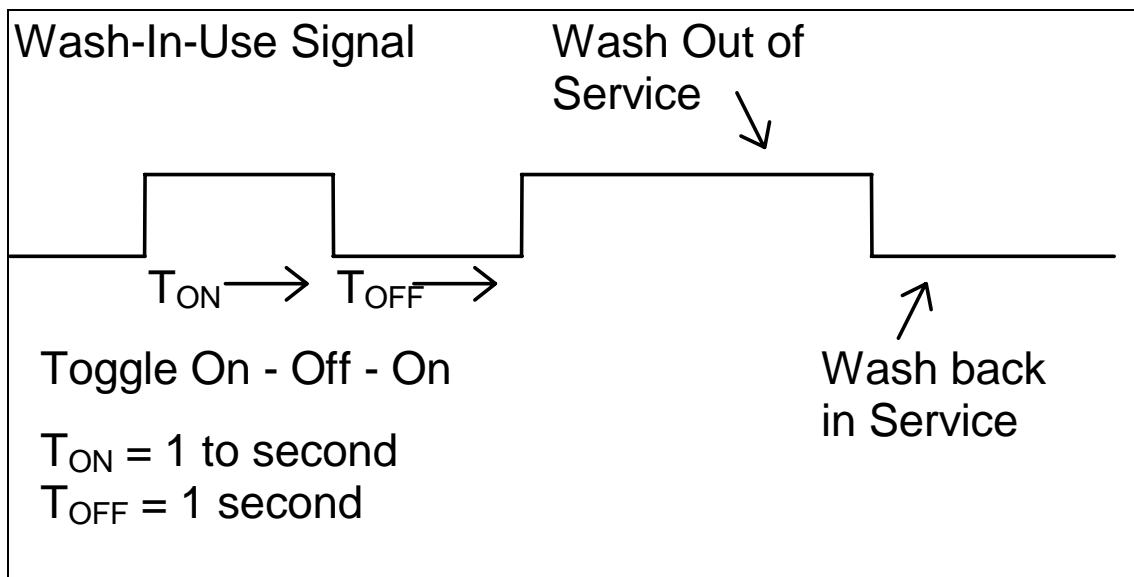 Wash-In-Use Signal
Wash Out of
Service
TON
TOFF
Toggle On - Off - On
Wash back
in Service
TON = 1 to second
TOFF = 1 second